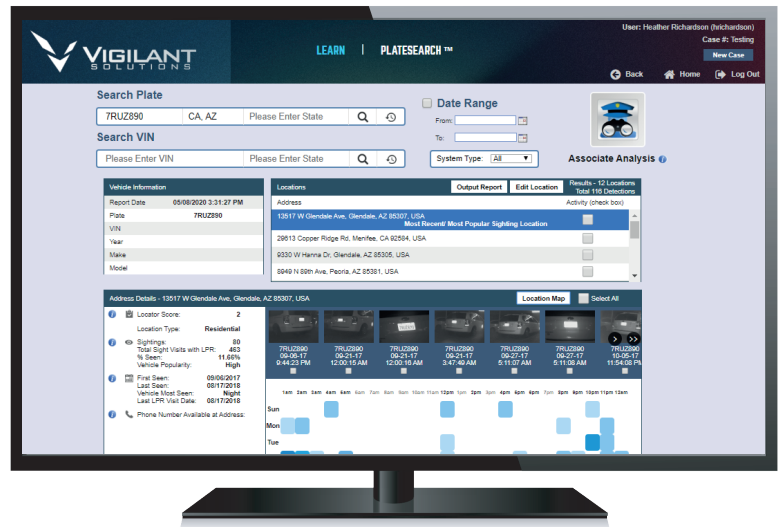 User: Heather Richardson (hrichardson)
Case #: Testing
New Case
VIGILANT
SOLUTIONS
LEARN | PLATESEARCH ™
Back Home Log Out
Search Plate
7RUZ890 CA, AZ Please Enter State
Search VIN
Please Enter VIN Please Enter State
Date Range
From:
To:
System Type: All
Associate Analysis
Vehicle Information
Report Date 05/08/2020 3:31:27 PM
Plate 7RUZ890
VIN
Year
Make
Model
Locations Output Report Edit Location Results - 12 Locations
Total 116 Detections
Address Activity (check box)
13517 W Glendale Ave, Glendale, AZ 85307, USA
Most Recent/ Most Popular Sighting Location
29613 Copper Ridge Rd, Menifee, CA 92584, USA
9330 W Hanna Dr, Glendale, AZ 85305, USA
8949 N 89th Ave, Peoria, AZ 85381, USA
Address Details - 13517 W Glendale Ave, Glendale, AZ 85307, USA Location Map Select All
Locator Score: 2
Location Type: Residential
Sightings: 80
Total Sight Visits with LPR: 463
% Seen: 11.66%
Vehicle Popularity: High
First Seen: 09/06/2017
Last Seen: 08/17/2018
Vehicle Most Seen: Night
Last LPR Visit Date: 08/17/2018
Phone Number Available at Address:
7RUZ890 7RUZ890 7RUZ890 7RUZ890 7RUZ890 7RUZ890 7RUZ890
09-06-17 09-21-17 09-21-17 09-21-17 09-27-17 09-27-17 10-05-17
9:44:23 PM 12:00:15 AM 12:00:16 AM 3:47:49 AM 5:11:07 AM 5:11:08 AM 11:54:08 PM
1am 2am 3am 4am 5am 6am 7am 8am 9am 10am 11am 12pm 1pm 2pm 3pm 4pm 5pm 6pm 7pm 8pm 9pm 10pm 11pm 12am
Sun
Mon
Tue